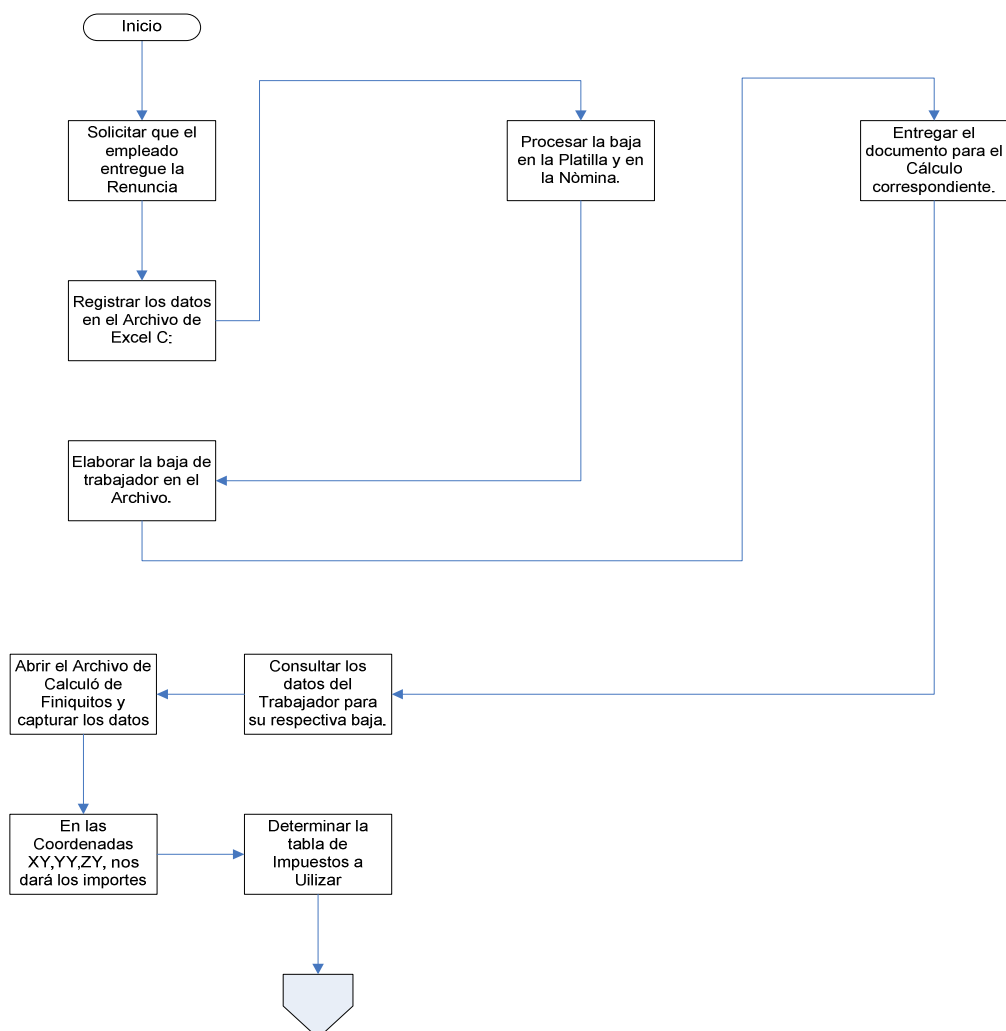 Inicio
Solicitar que el
empleado
entregue la
Renuncia
Registrar los datos
en el Archivo de
Excel C:
Procesar la baja
en la Platilla y en
la Nòmina.
Elaborar la baja de
trabajador en el
Archivo.
Entregar el
documento para el
Cálculo
correspondiente.
Consultar los
datos del
Trabajador para
su respectiva baja.
Abrir el Archivo de
Calculó de
Finiquitos y
capturar los datos
En las
Coordenadas
XY,YY,ZY, nos
dará los importes
Determinar la
tabla de
Impuestos a
Uilizar